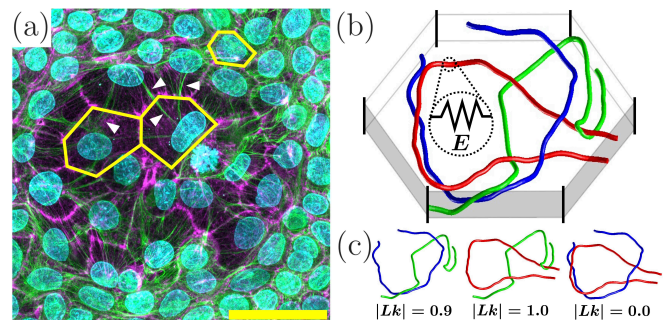 (a)
(b)
E
(c)
|Lk| = 0.9
|Lk| = 1.0
|Lk| = 0.0